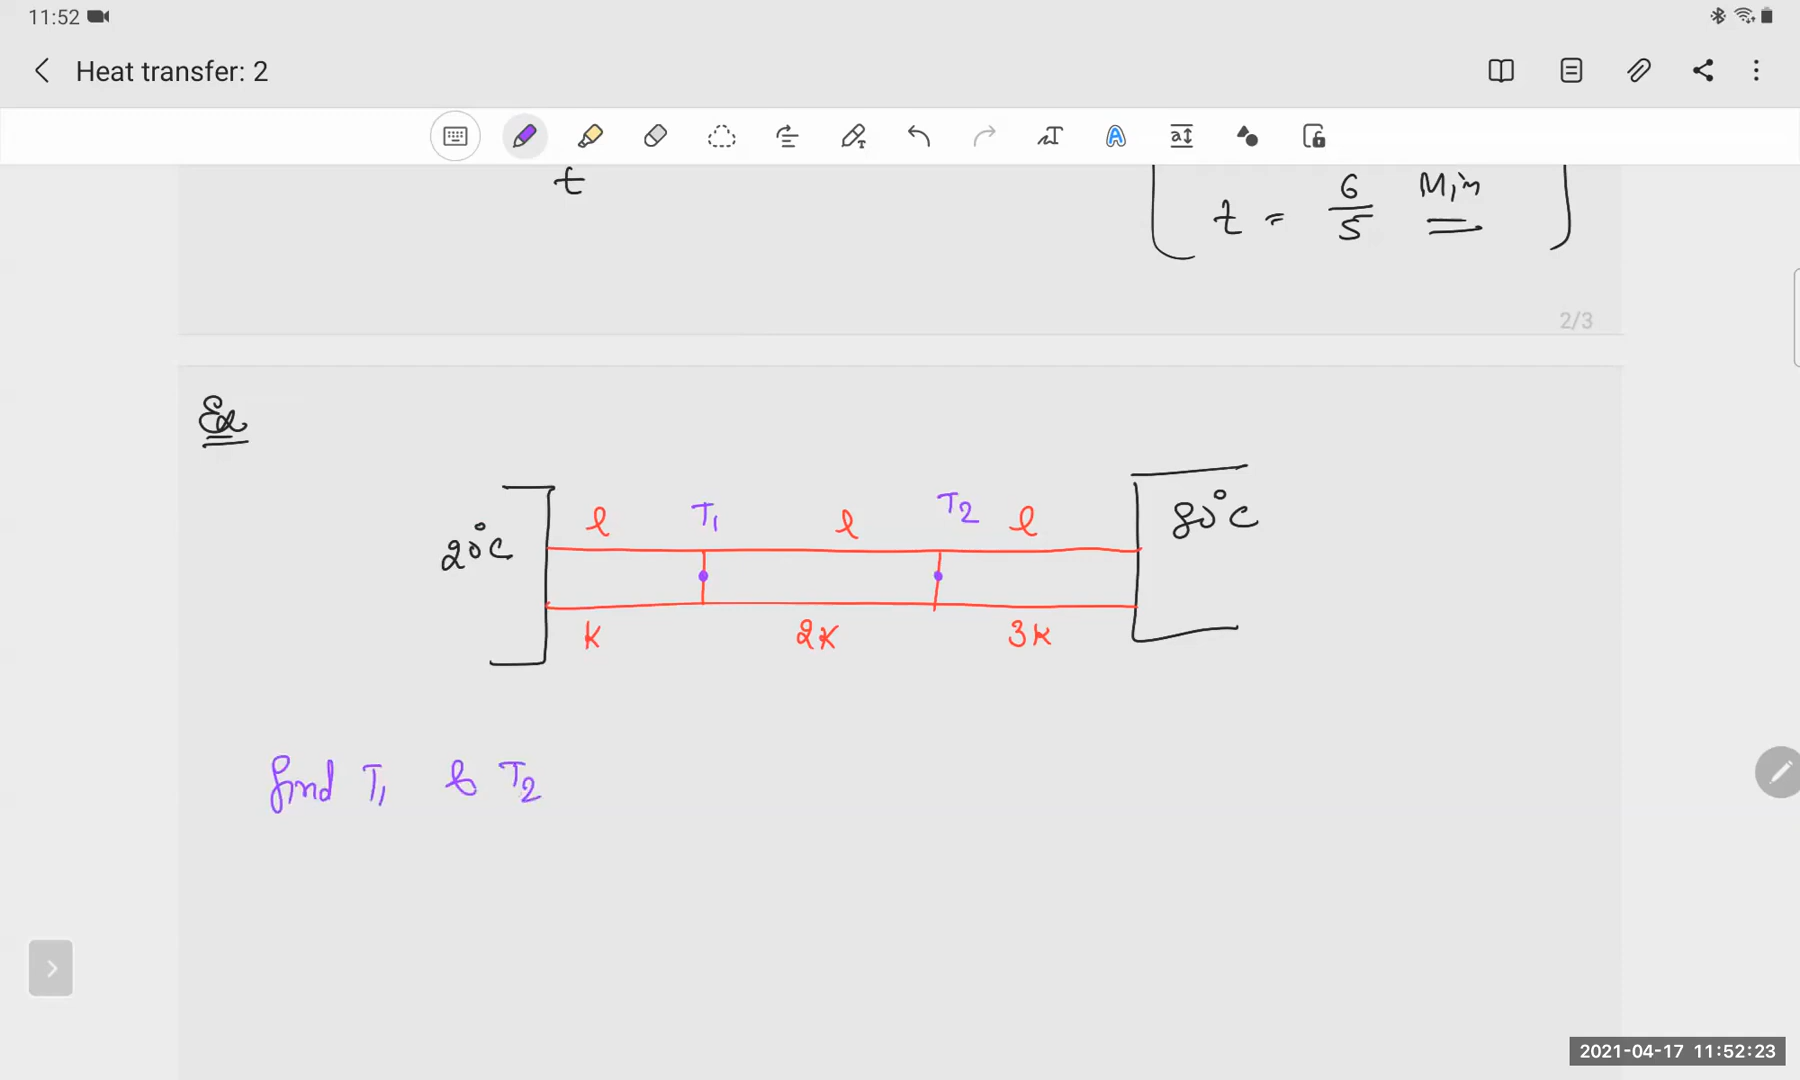 11:52
Heat transfer: 2
t
t = 6/5 Min
2/3
Ex
l T1 l T2 l
20°C 80°C
K 2K 3K
find T1 & T2
2021-04-17 11:52:23